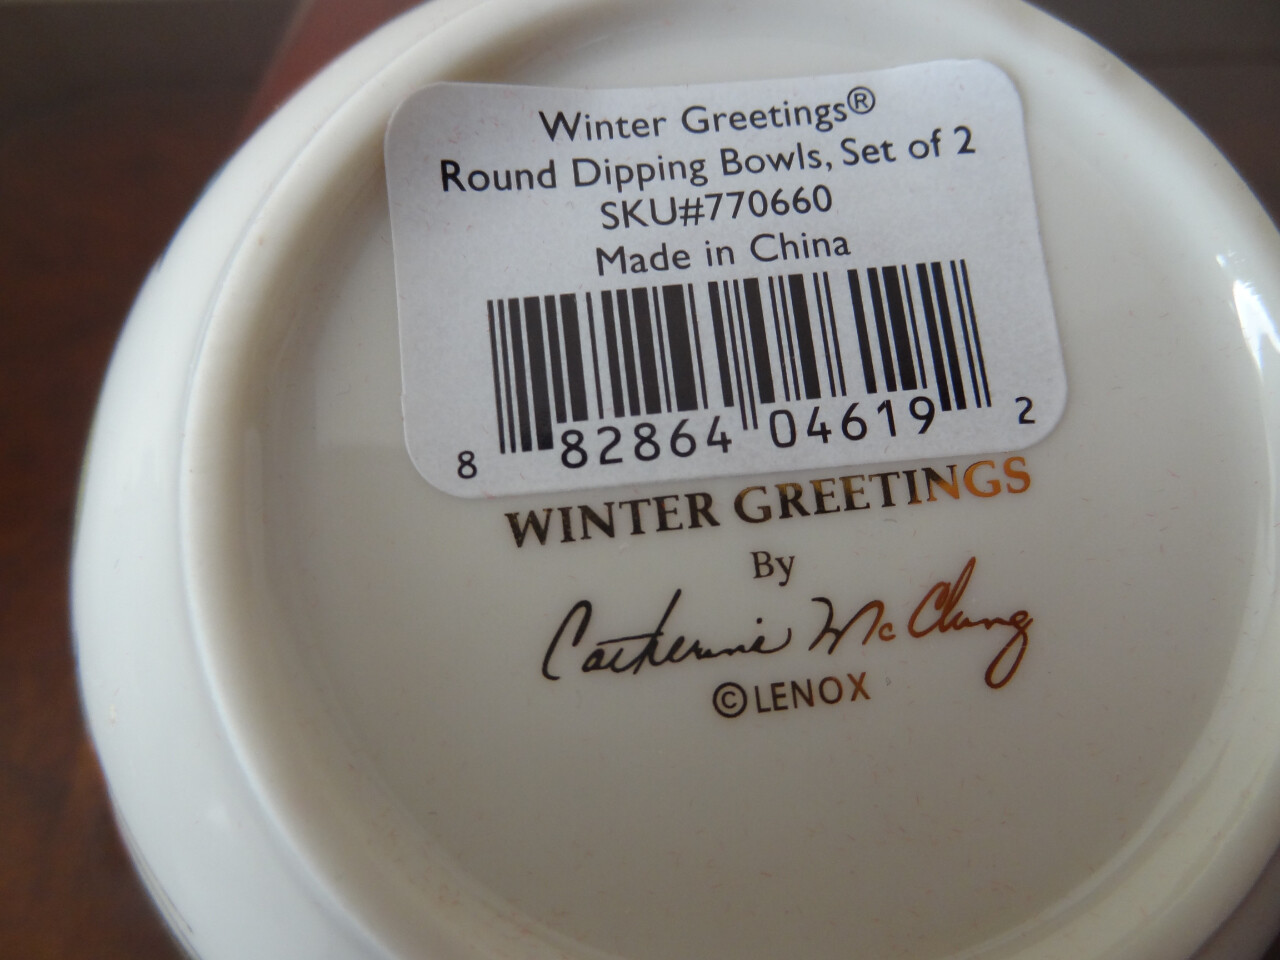 Winter Greetings®
Round Dipping Bowls, Set of 2
SKU#770660
Made in China
8 82864 04619 2
WINTER GREETINGS
By
Catherine McClung
©LENOX